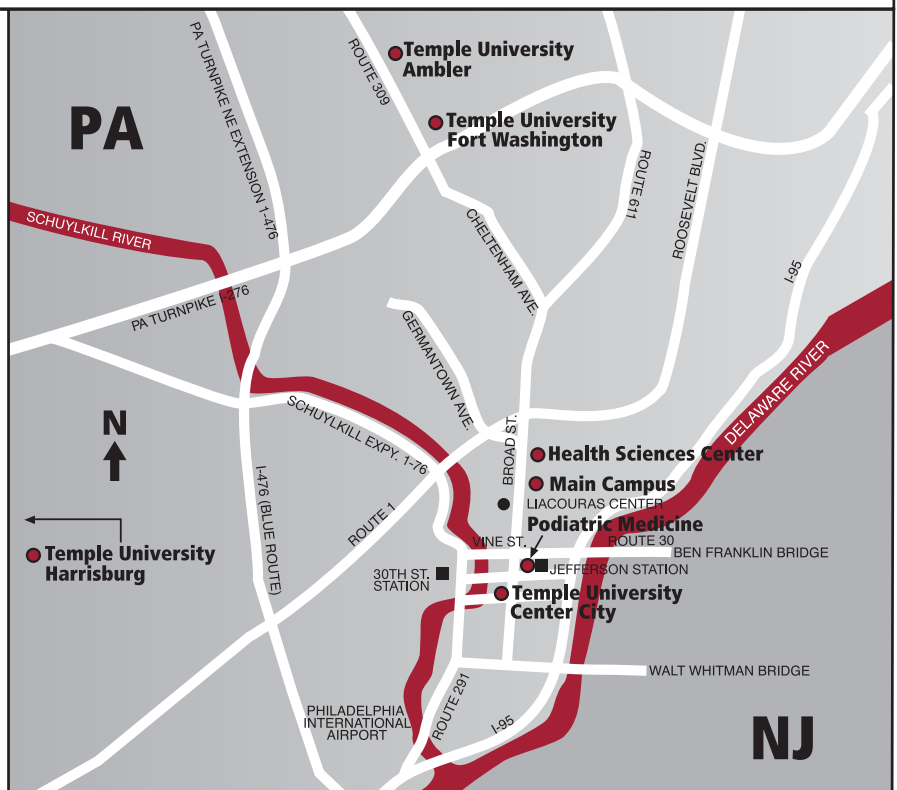 PA
PA TURNPIKE NE EXTENSION 1-476
ROUTE 309
Temple University
Ambler
Temple University
Fort Washington
ROUTE 611
ROOSEVELT BLVD.
SCHUYLKILL RIVER
CHELTENHAM AVE.
I-95
PA TURNPIKE I-276
GERMANTOWN AVE.
DELAWARE RIVER
N
SCHUYLKILL EXPY. 1-76
BROAD ST.
Health Sciences Center
Main Campus
LIACOURAS CENTER
I-476 (BLUE ROUTE)
ROUTE 1
Podiatric Medicine
VINE ST.
ROUTE 30
BEN FRANKLIN BRIDGE
Temple University
Harrisburg
30TH ST.
STATION
JEFFERSON STATION
Temple University
Center City
WALT WHITMAN BRIDGE
PHILADELPHIA
INTERNATIONAL
AIRPORT
ROUTE 291
I-95
NJ